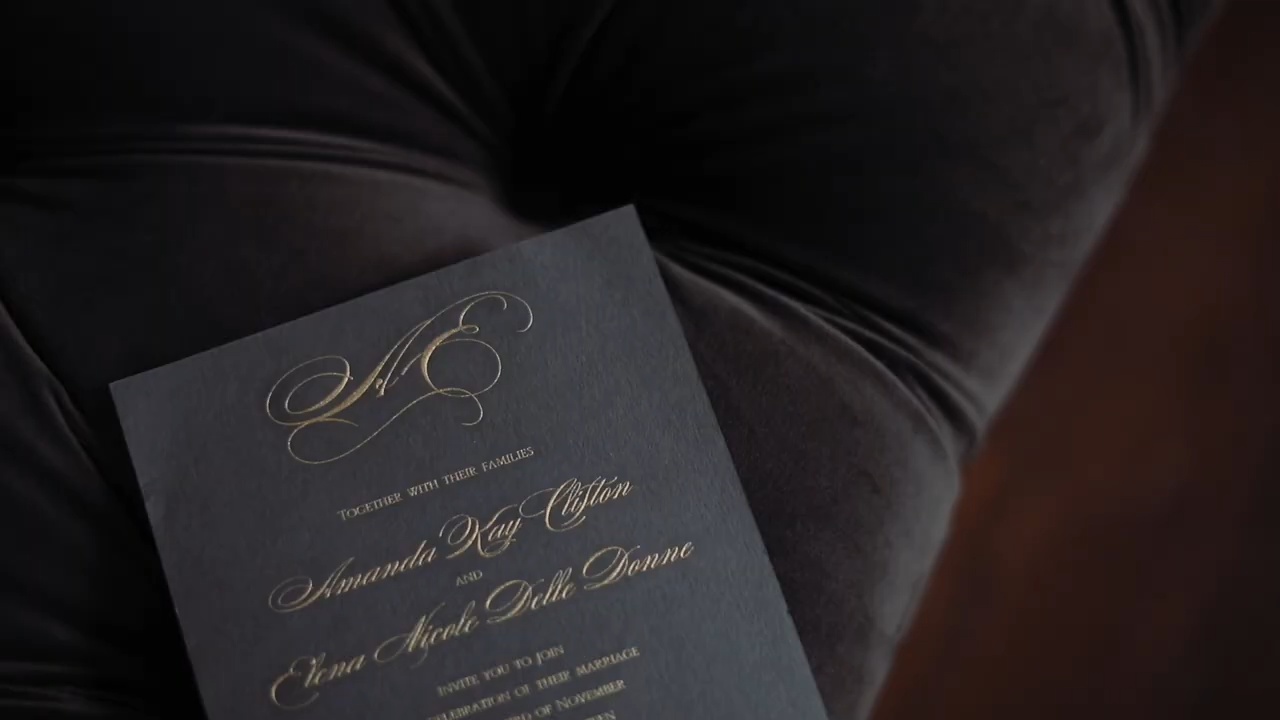 A&E
TOGETHER WITH THEIR FAMILIES
Amanda Kay Clifton
AND
Elena Nicole Delle Donne
INVITE YOU TO JOIN
OF THEIR MARRIAGE
OF NOVEMBER